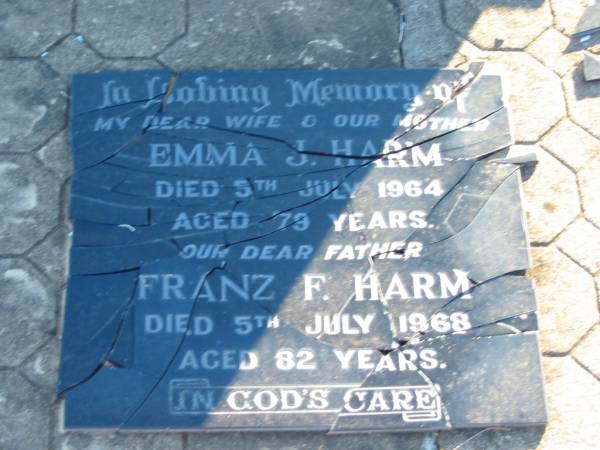 In Loving Memory of
MY DEAR WIFE & OUR MOTHER
EMMA J. HARM
DIED 5TH JULY 1964
AGED 79 YEARS.
OUR DEAR FATHER
FRANZ F. HARM
DIED 5TH JULY 1968
AGED 82 YEARS.
IN GOD'S CARE